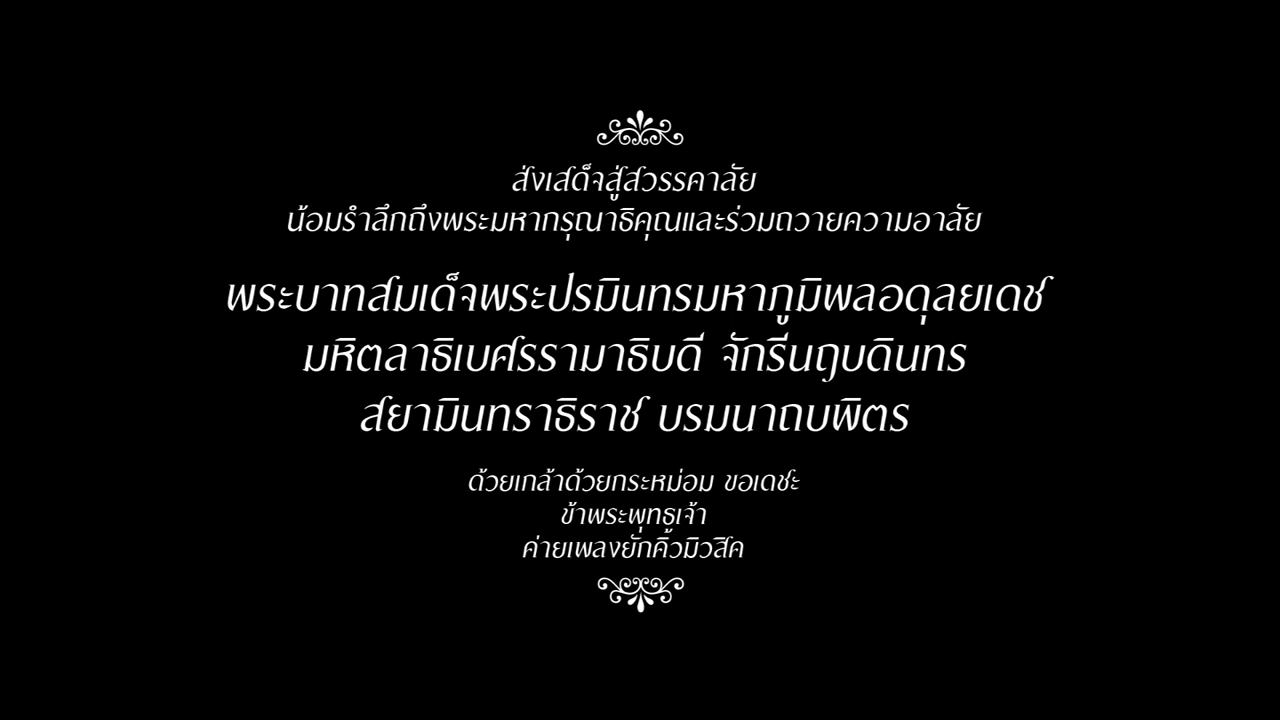 ส่งเสด็จสู่สวรรคาลัย
น้อมรำลึกถึงพระมหากรุณาธิคุณและร่วมถวายความอาลัย
พระบาทสมเด็จพระปรมินทรมหาภูมิพลอดุลยเดช
มหิตลาธิเบศรรามาธิบดี จักรีนฤบดินทร
สยามินทราธิราช บรมนาถบพิตร
ด้วยเกล้าด้วยกระหม่อม ขอเดชะ
ข้าพระพุทธเจ้า
ค่ายเพลงยั่กคิ้วมิวสิค